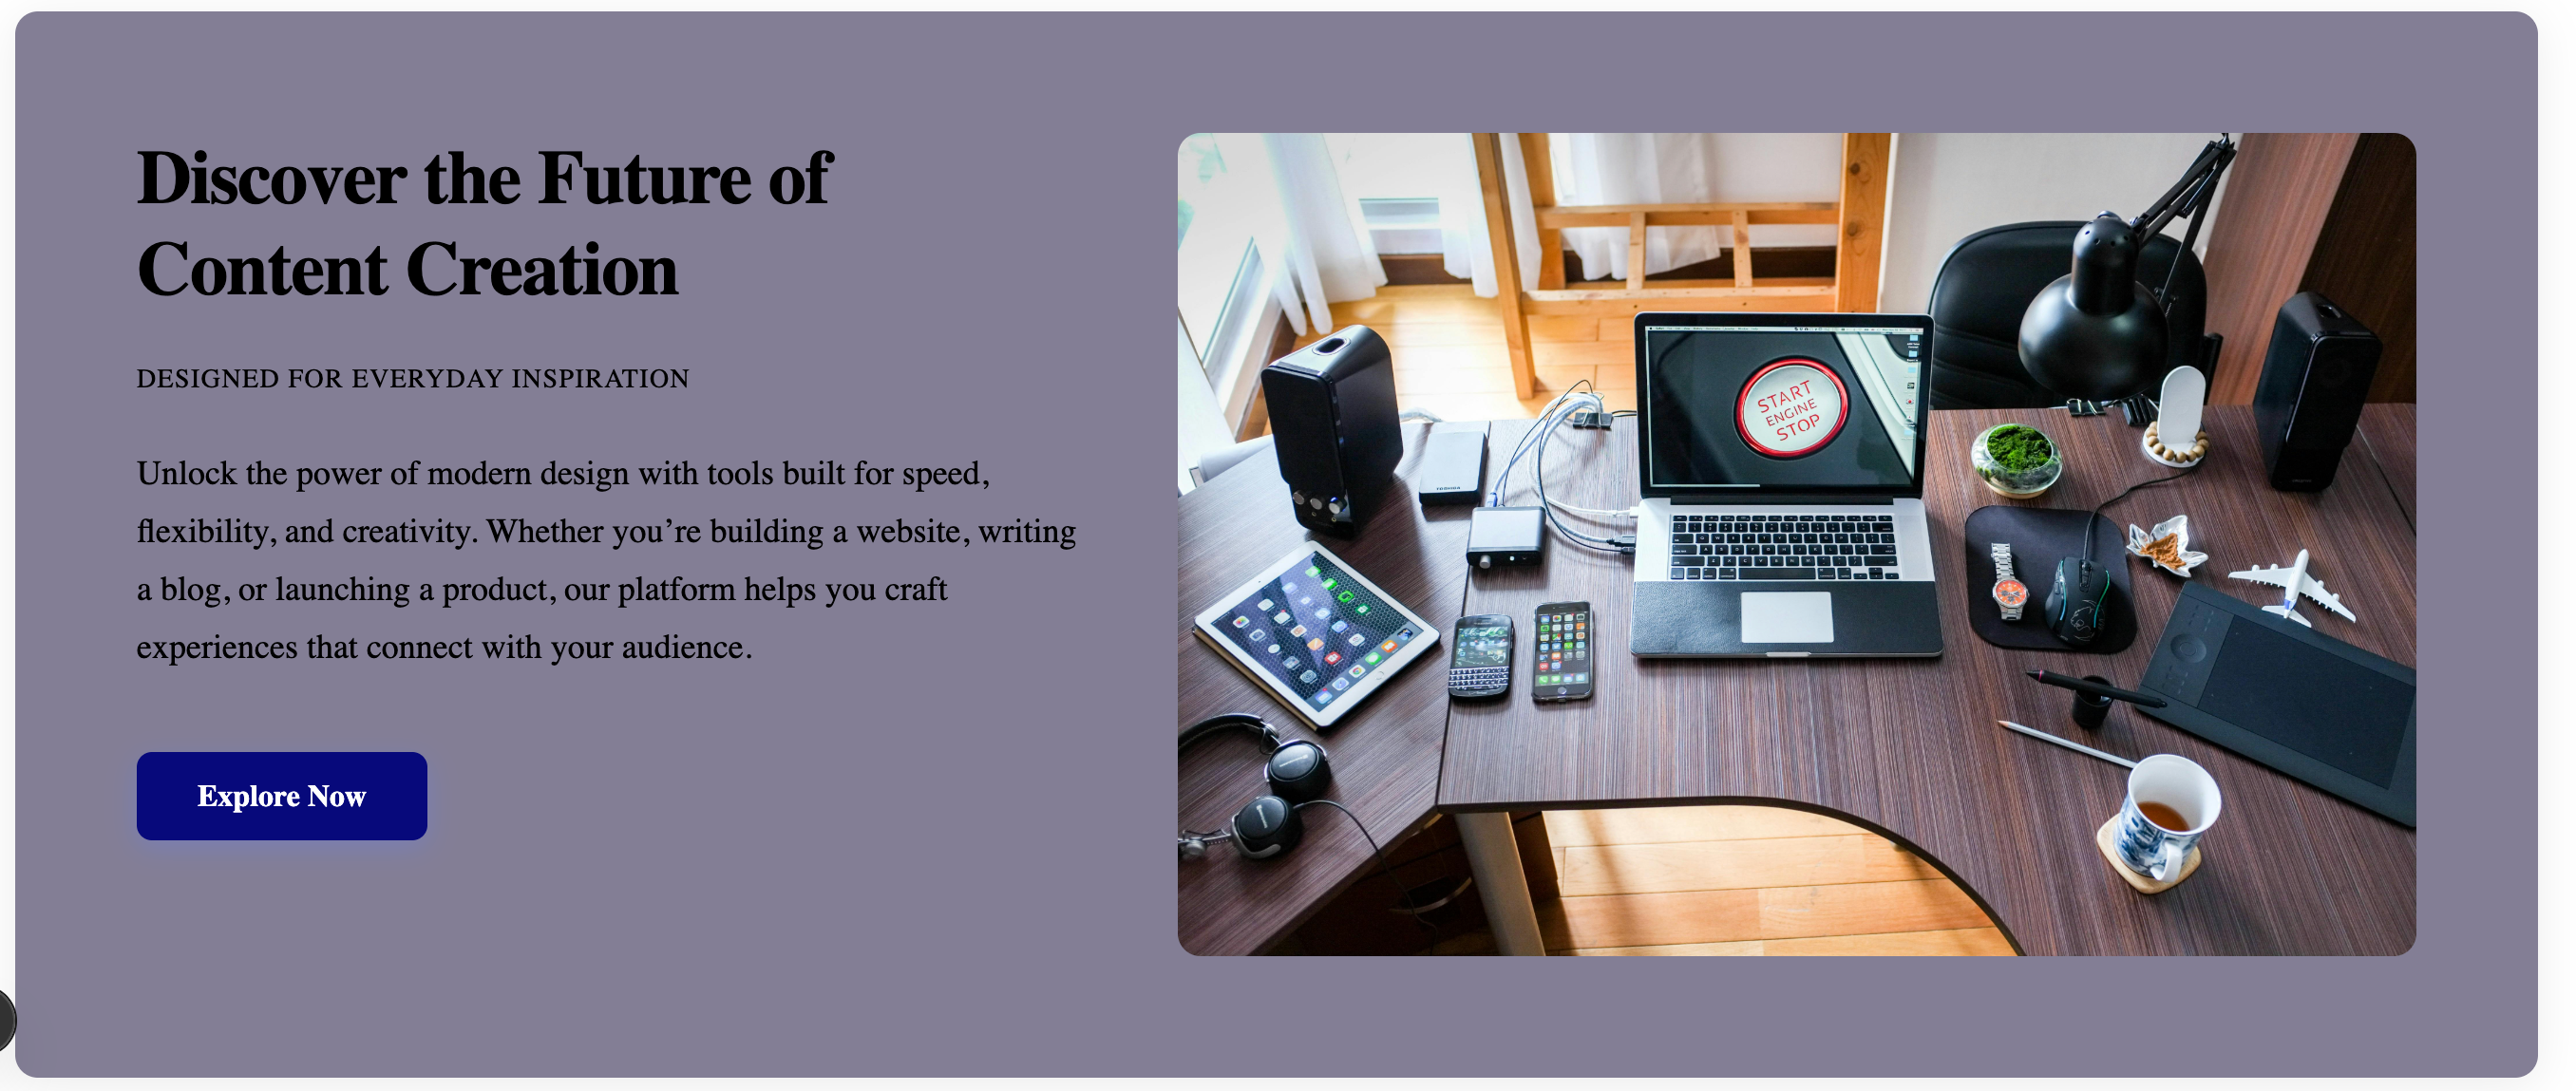 Discover the Future of
Content Creation
DESIGNED FOR EVERYDAY INSPIRATION
Unlock the power of modern design with tools built for speed,
flexibility, and creativity. Whether you’re building a website, writing
a blog, or launching a product, our platform helps you craft
experiences that connect with your audience.
Explore Now
START
ENGINE
STOP
TOSHIBA